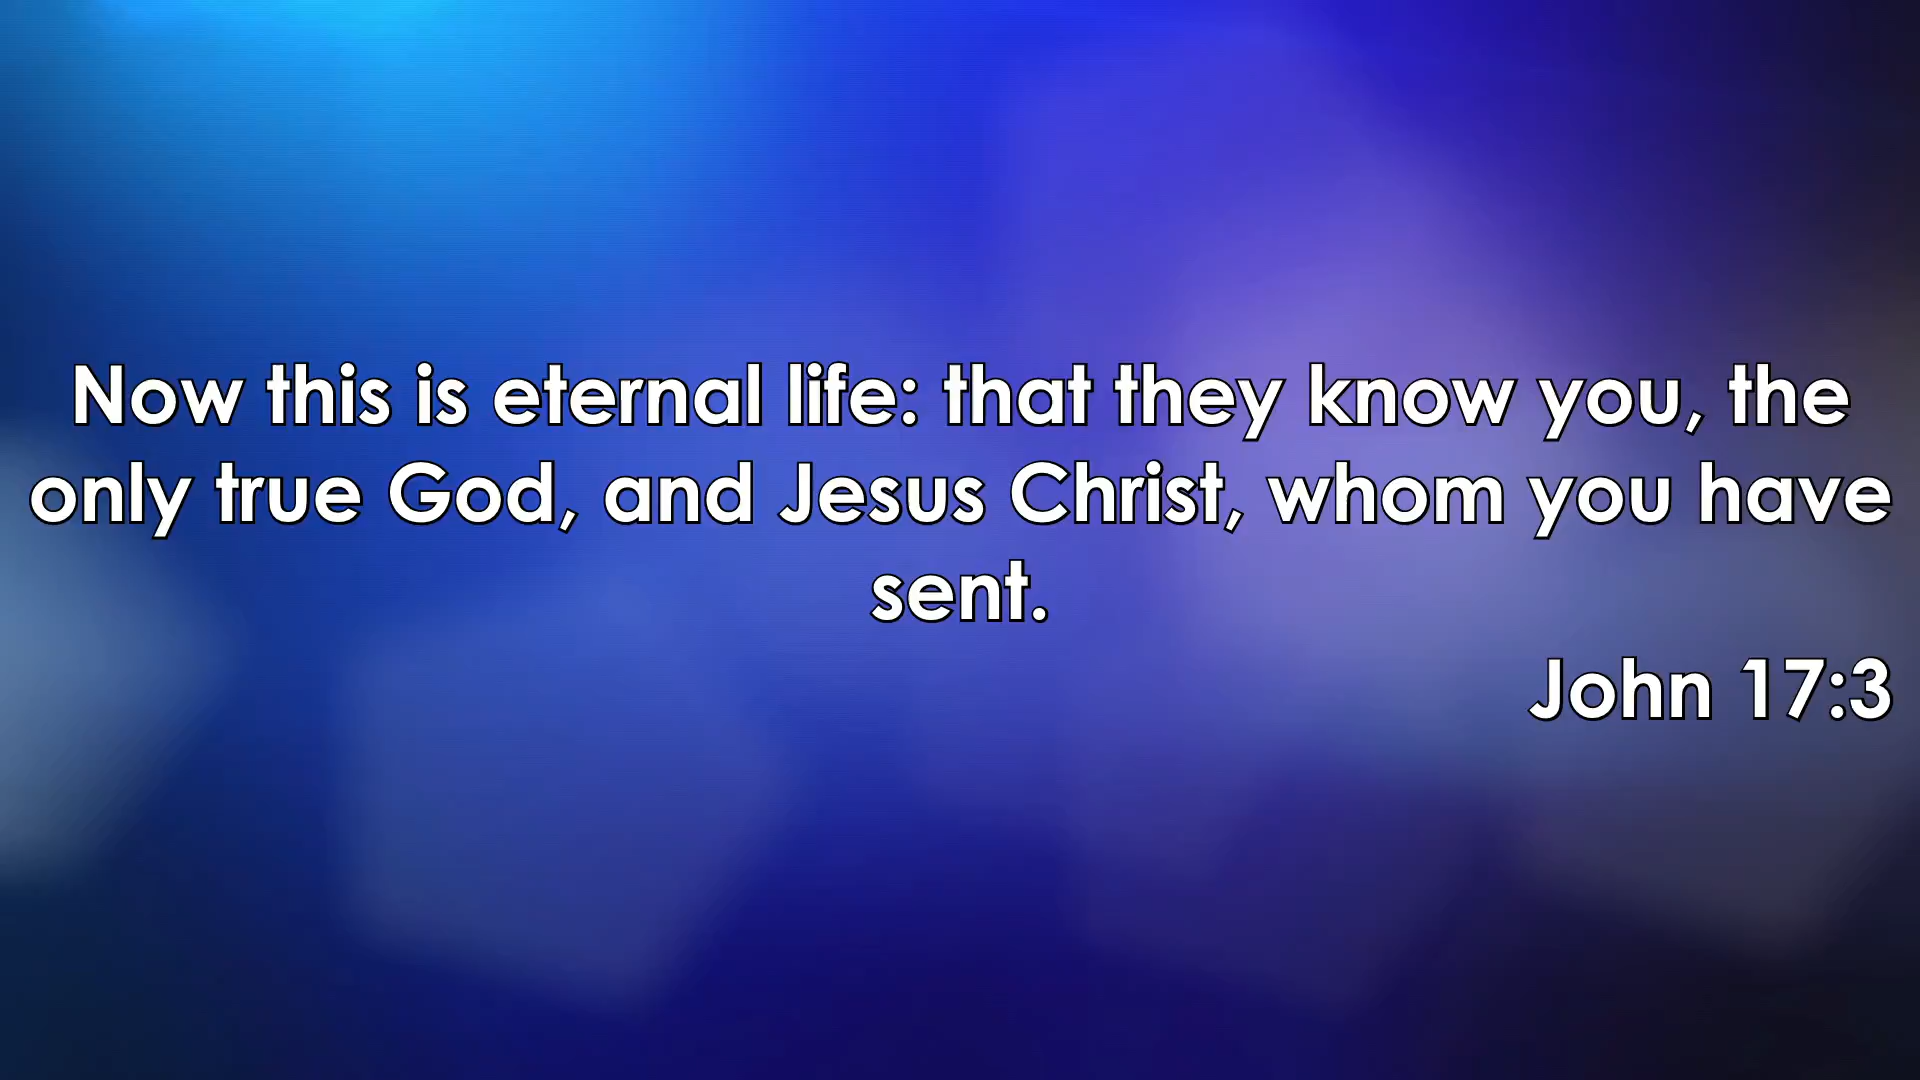 Now this is eternal life: that they know you, the
only true God, and Jesus Christ, whom you have
sent.
John 17:3